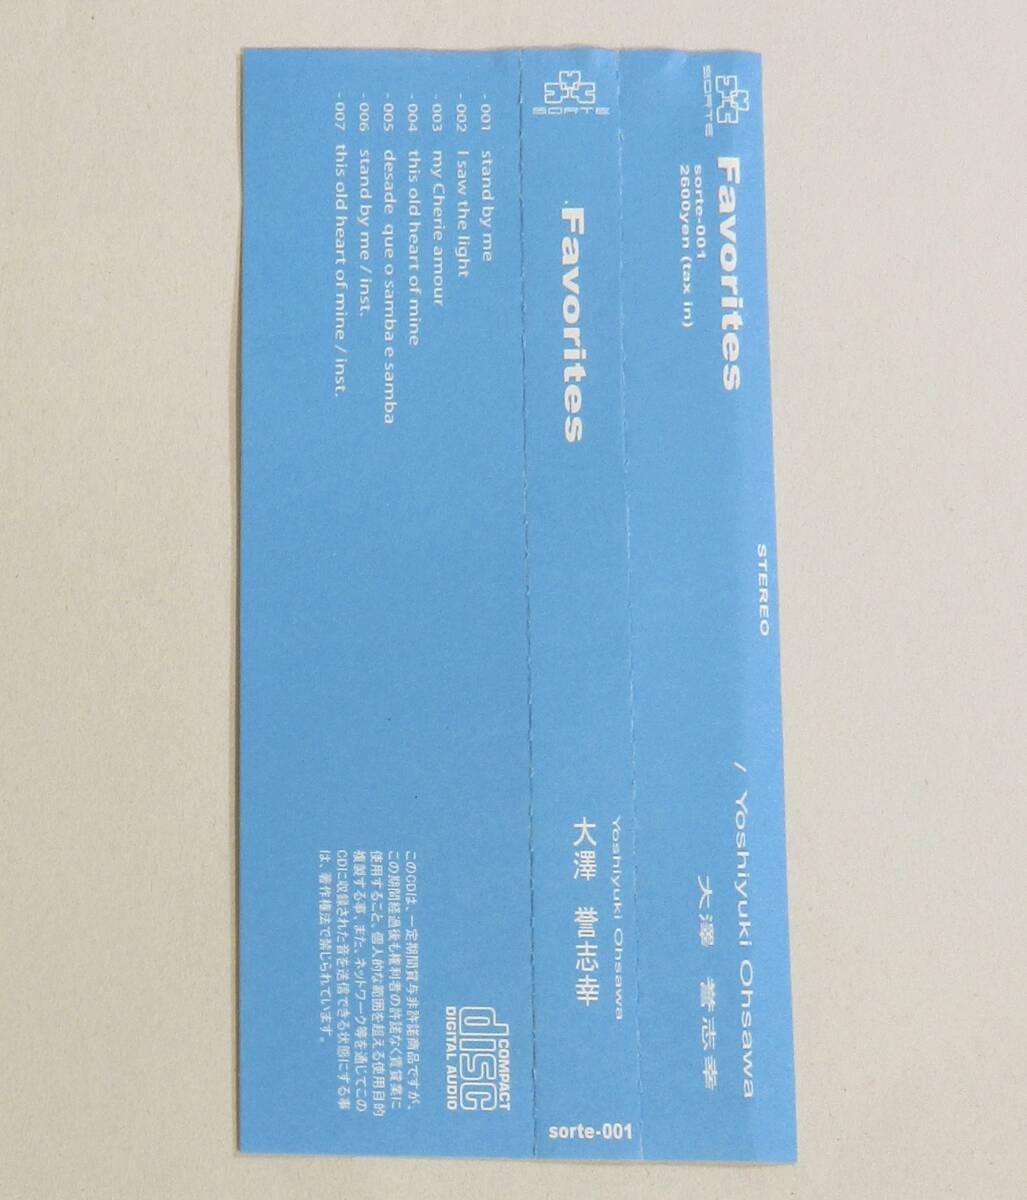 SORTE
Favorites
sorte-001
2600yen (tax in)
STEREO
/ Yoshiyuki Ohsawa
大澤 誉志幸
SORTE
Favorites
Yoshiyuki Ohsawa
大澤 誉志幸
sorte-001
- 001 stand by me
- 002 I saw the light
- 003 my Cherie amour
- 004 this old heart of mine
- 005 desade que o samba e samba
- 006 stand by me / inst.
- 007 this old heart of mine / inst.
このCDは、一定期間貸与非許諾商品ですが、
この期間経過後も権利者の許諾なく賃貸業に
使用すること、個人的な範囲を超える使用目的
複製する事、また、ネットワーク等を通じてこの
CDに収録された音を送信できる状態にする事
は、著作権法で禁じられています。
COMPACT
disc
DIGITAL AUDIO